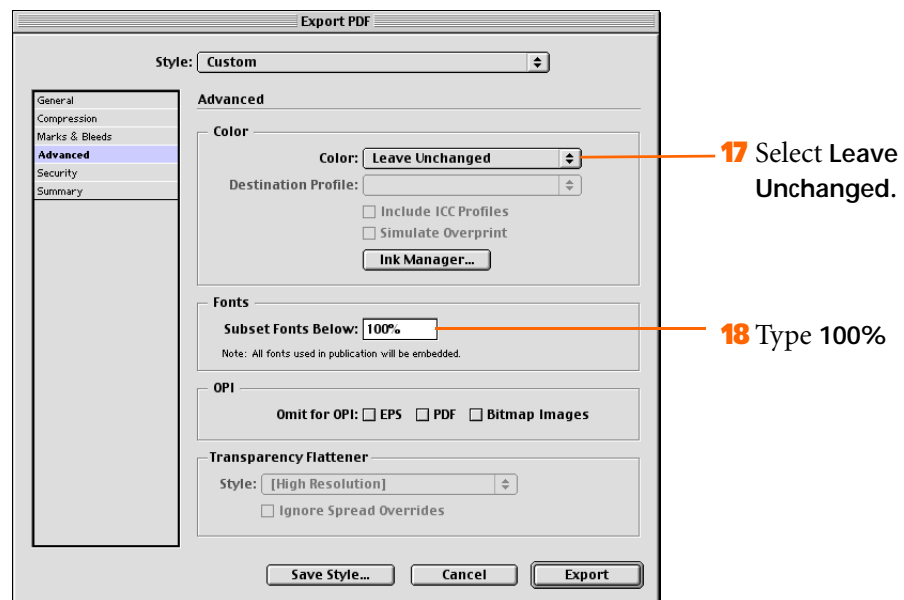 Export PDF
Style: Custom
General
Compression
Marks & Bleeds
Advanced
Security
Summary
Advanced
Color
Color: Leave Unchanged
Destination Profile:
Include ICC Profiles
Simulate Overprint
Ink Manager...
Fonts
Subset Fonts Below: 100%
Note: All fonts used in publication will be embedded.
OPI
Omit for OPI: EPS PDF Bitmap Images
Transparency Flattener
Style: [High Resolution]
Ignore Spread Overrides
Save Style... Cancel Export
17 Select Leave
Unchanged.
18 Type 100%